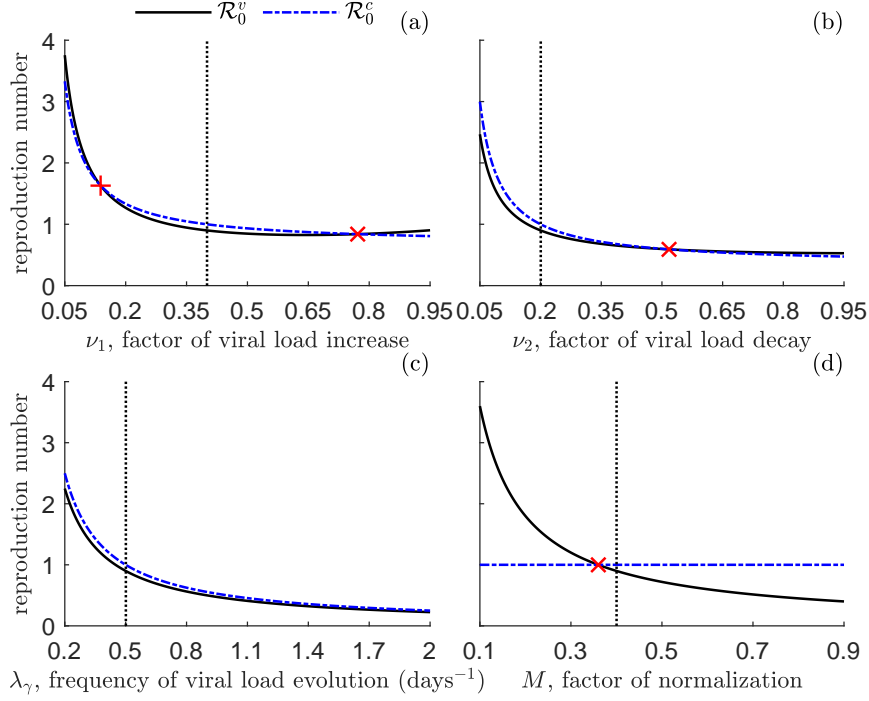 R₀ᵛ R₀ᶜ
(a) (b)
reproduction number
4
3
2
1
0
0.05 0.2 0.35 0.5 0.65 0.8 0.95
0.05 0.2 0.35 0.5 0.65 0.8 0.95
ν₁, factor of viral load increase
ν₂, factor of viral load decay
(c) (d)
reproduction number
4
3
2
1
0
0.2 0.5 0.8 1.1 1.4 1.7 2
0.1 0.3 0.5 0.7 0.9
λᵧ, frequency of viral load evolution (days⁻¹)
M, factor of normalization